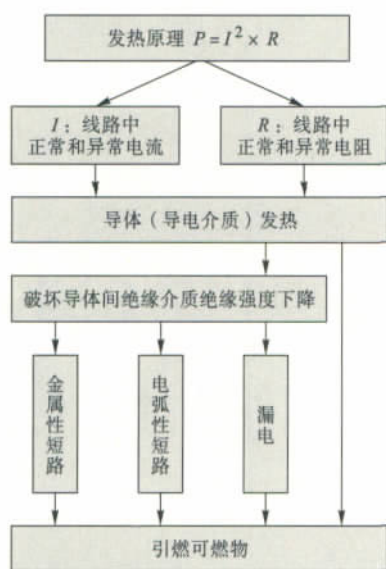 发热原理 P=I²×R
I：线路中
正常和异常电流
R：线路中
正常和异常电阻
导体（导电介质）发热
破坏导体间绝缘介质绝缘强度下降
金属性短路
电弧性短路
漏电
引燃可燃物